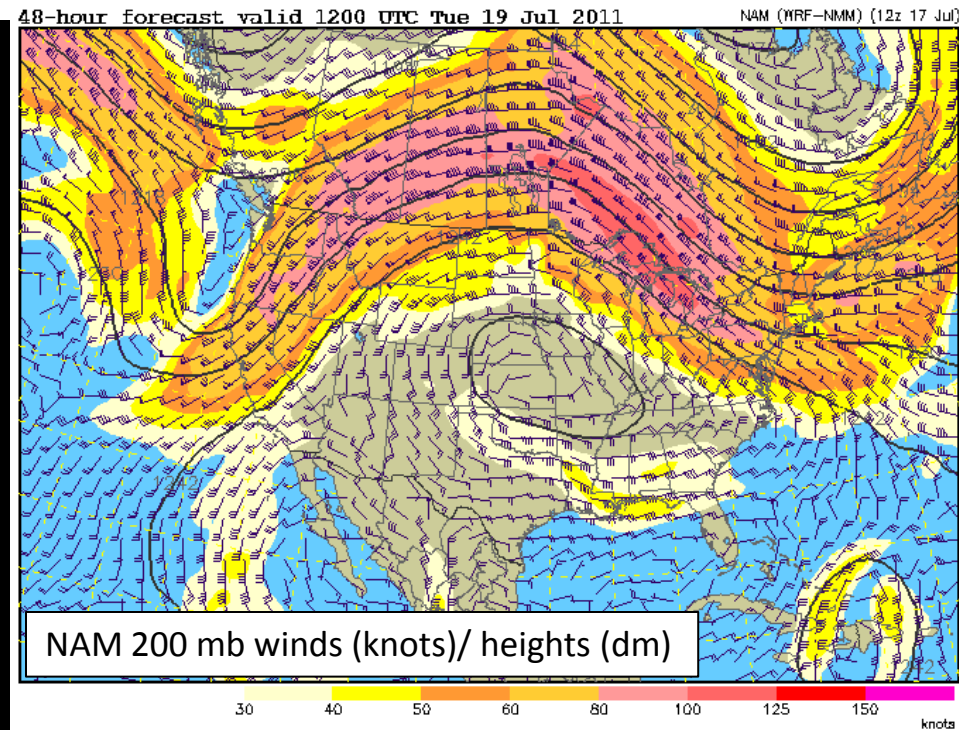 48-hour forecast valid 1200 UTC Tue 19 Jul 2011
NAM (WRF-NMM) (12z 17 Jul)
1242
NAM 200 mb winds (knots)/ heights (dm)
30 40 50 60 80 100 125 150
knots